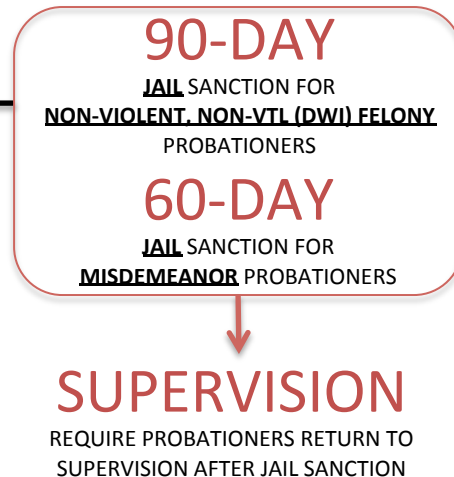 90-DAY
JAIL SANCTION FOR
NON-VIOLENT, NON-VTL (DWI) FELONY
PROBATIONERS
60-DAY
JAIL SANCTION FOR
MISDEMEANOR PROBATIONERS
SUPERVISION
REQUIRE PROBATIONERS RETURN TO
SUPERVISION AFTER JAIL SANCTION